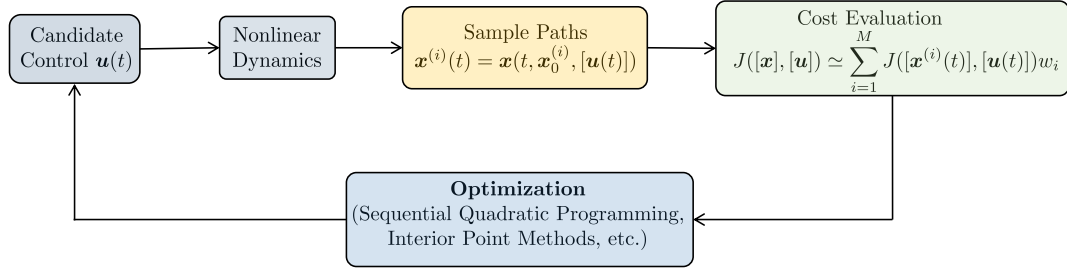 Candidate
Control u(t)
Nonlinear
Dynamics
Sample Paths
x^{(i)}(t) = x(t, x_0^{(i)}, [u(t)])
Cost Evaluation
J([x], [u]) ≃ \sum_{i=1}^{M} J([x^{(i)}(t)], [u(t)])w_i
Optimization
(Sequential Quadratic Programming,
Interior Point Methods, etc.)